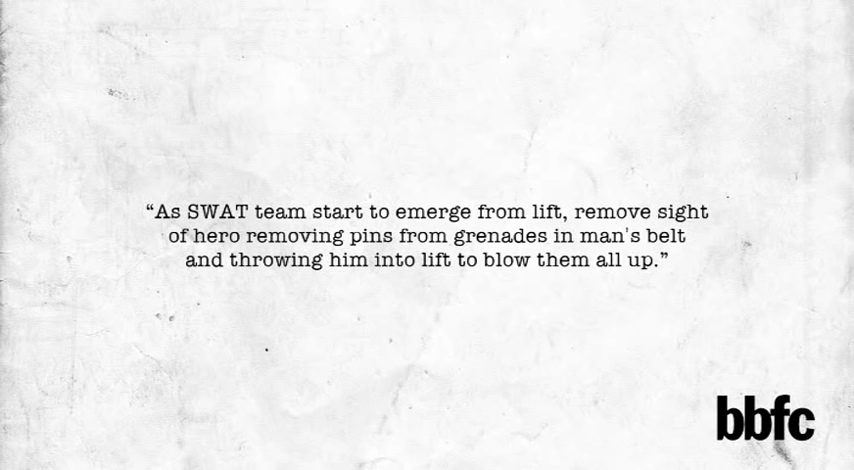 “As SWAT team start to emerge from lift, remove sight
of hero removing pins from grenades in man's belt
and throwing him into lift to blow them all up.”
bbfc